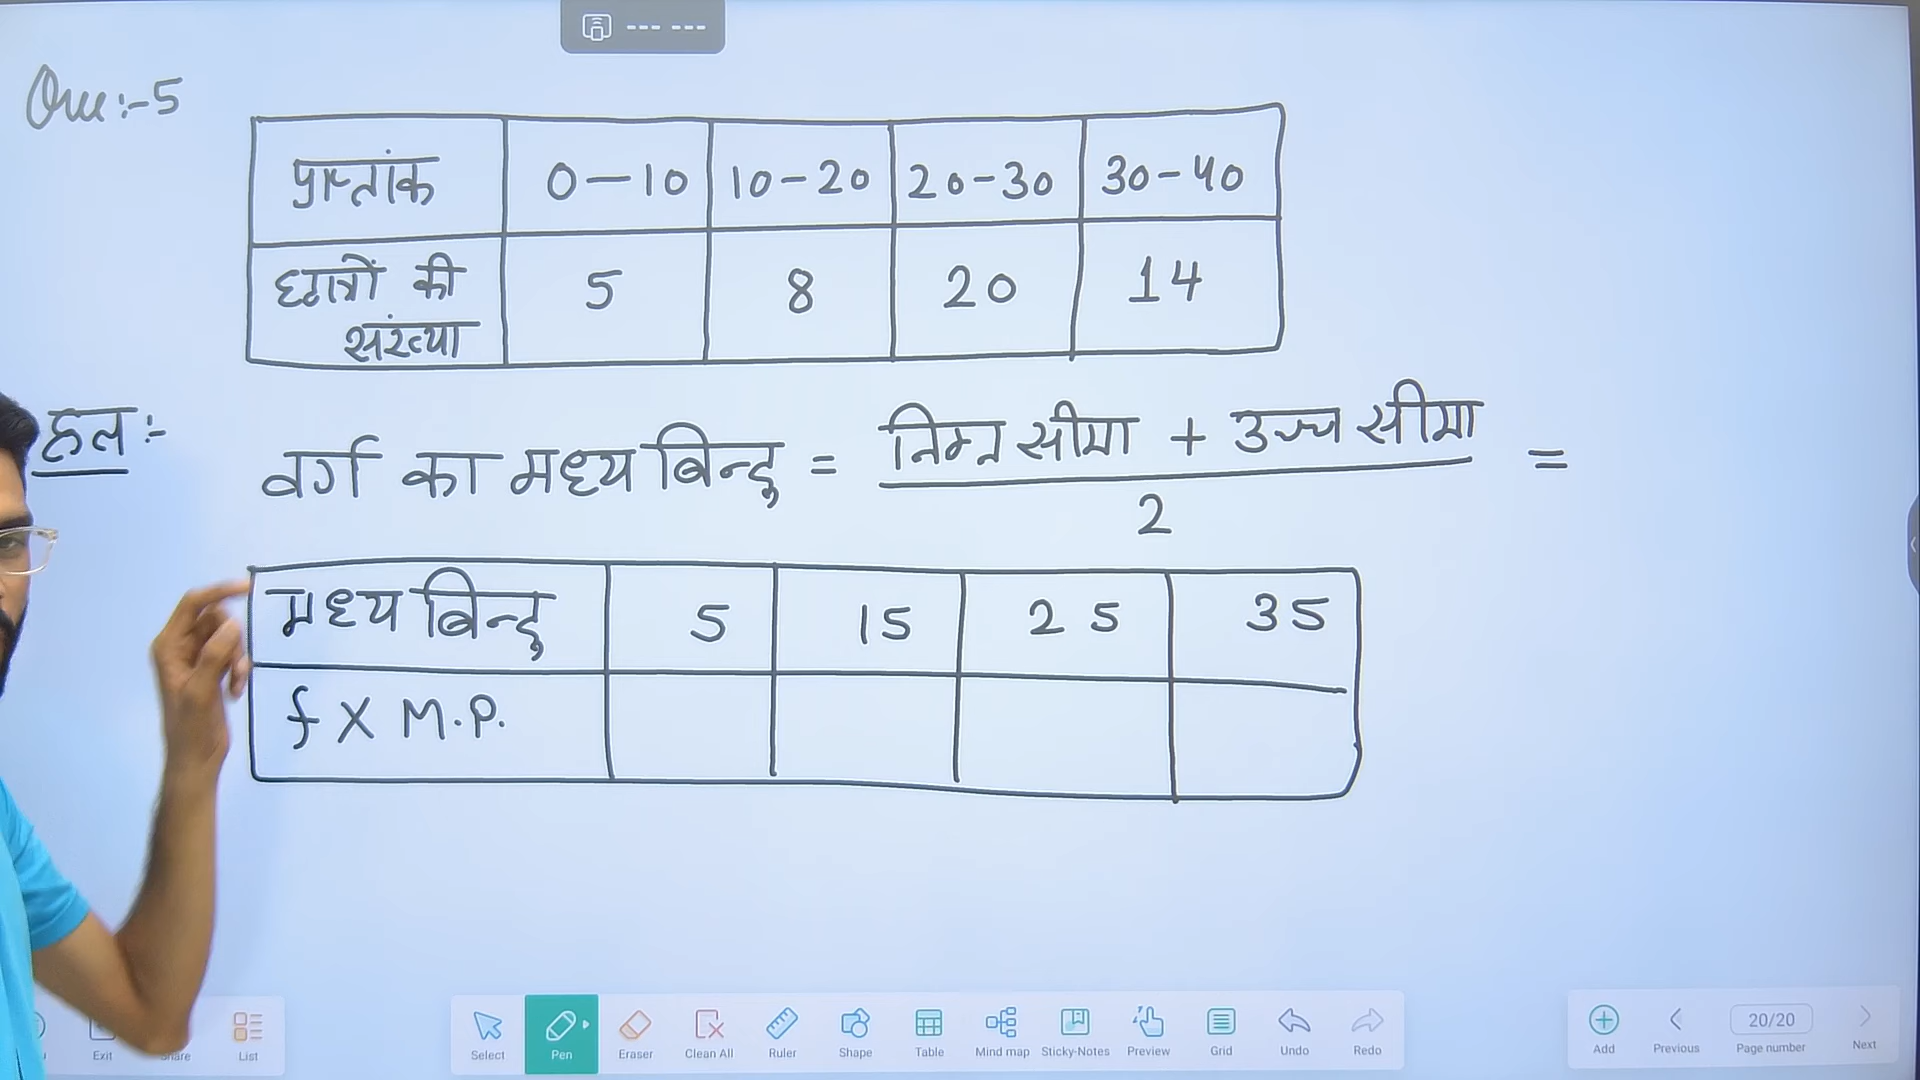 --- ---
Que:-5
प्राप्तांक 0-10 10-20 20-30 30-40
छात्रों की संख्या 5 8 20 14
हल:-
वर्ग का मध्य बिन्दु = निम्न सीमा + उच्च सीमा / 2 =
मध्य बिन्दु 5 15 25 35
f X M.P.
Exit Share List Select Pen Eraser Clean All Ruler Shape Table Mind map Sticky-Notes Preview Grid Undo Redo Add Previous 20/20 Page number Next